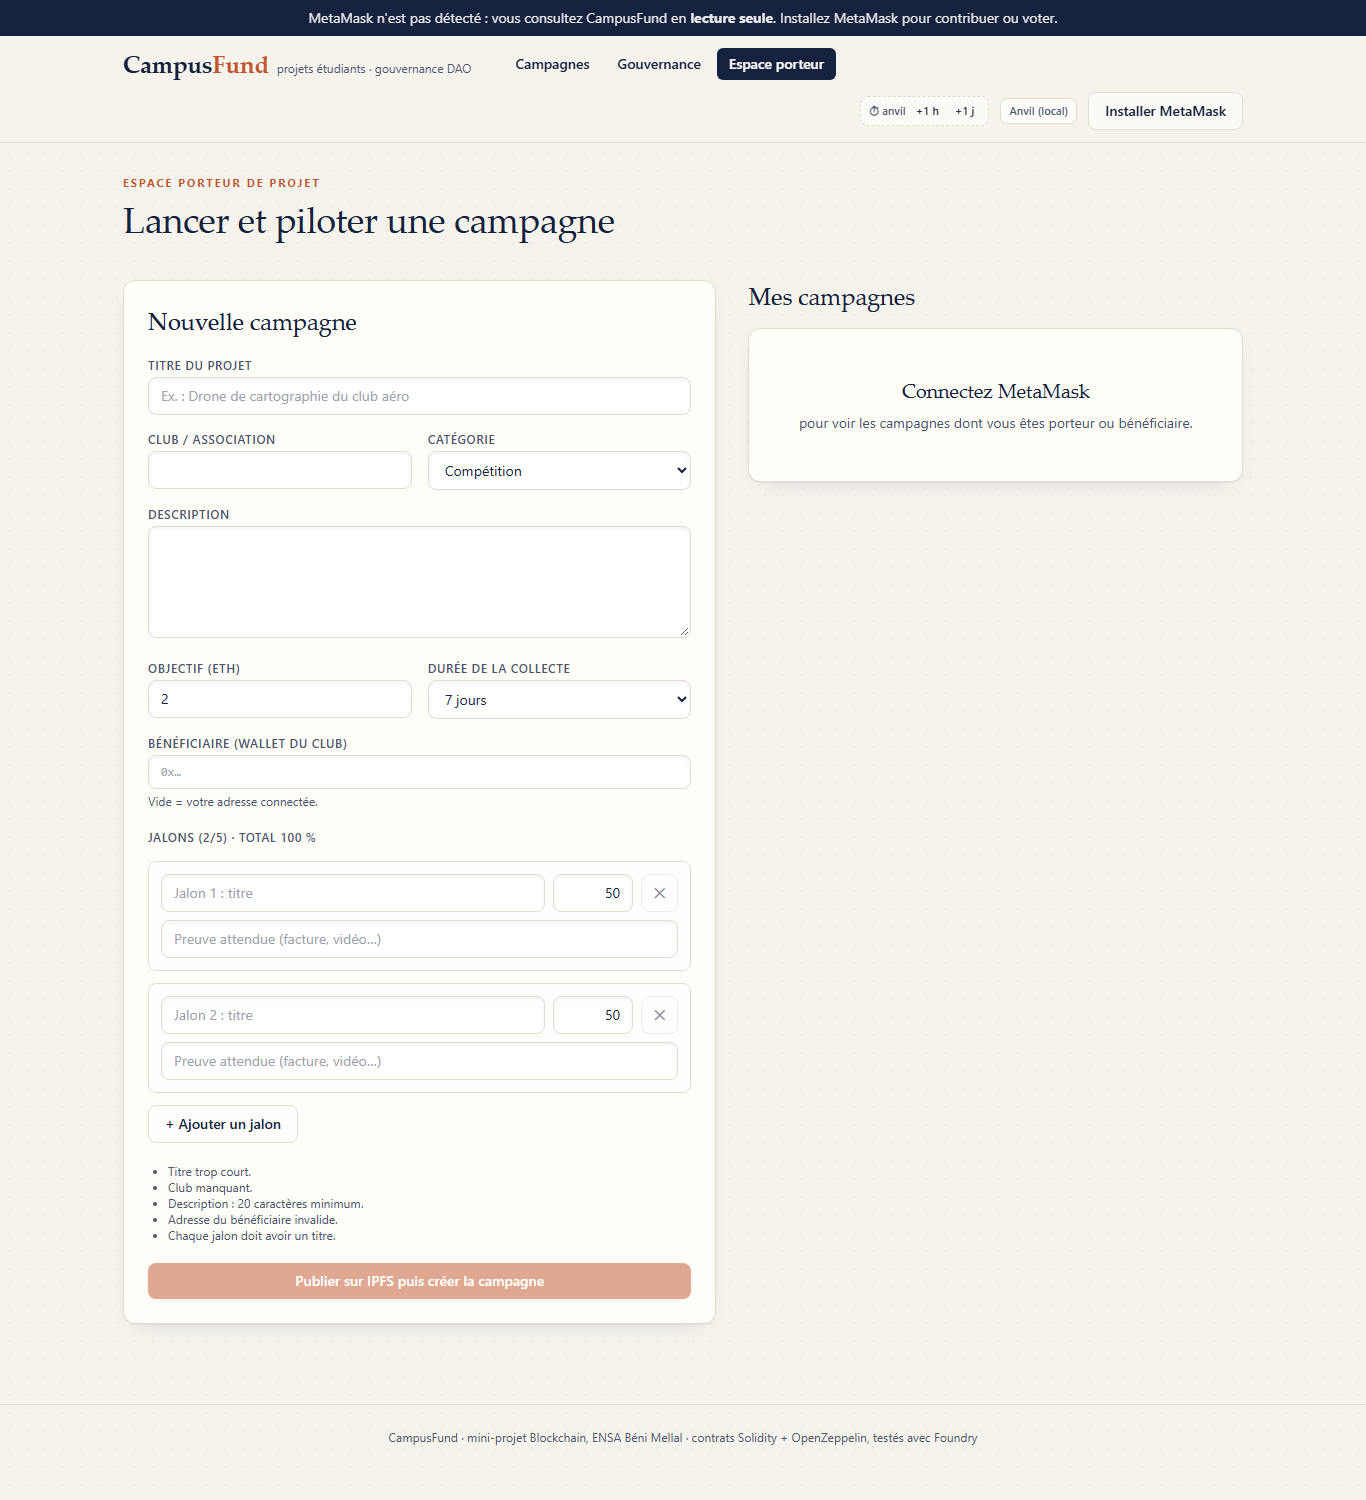 MetaMask n'est pas détecté : vous consultez CampusFund en lecture seule. Installez MetaMask pour contribuer ou voter.
CampusFund projets étudiants · gouvernance DAO Campagnes Gouvernance Espace porteur
⏱ anvil +1 h +1 j Anvil (local) Installer MetaMask
ESPACE PORTEUR DE PROJET
Lancer et piloter une campagne
Nouvelle campagne
TITRE DU PROJET
Ex. : Drone de cartographie du club aéro
CLUB / ASSOCIATION CATÉGORIE
Compétition
DESCRIPTION
OBJECTIF (ETH) DURÉE DE LA COLLECTE
2 7 jours
BÉNÉFICIAIRE (WALLET DU CLUB)
0x…
Vide = votre adresse connectée.
JALONS (2/5) · TOTAL 100 %
Jalon 1 : titre 50 ×
Preuve attendue (facture, vidéo…)
Jalon 2 : titre 50 ×
Preuve attendue (facture, vidéo…)
+ Ajouter un jalon
• Titre trop court.
• Club manquant.
• Description : 20 caractères minimum.
• Adresse du bénéficiaire invalide.
• Chaque jalon doit avoir un titre.
Publier sur IPFS puis créer la campagne
Mes campagnes
Connectez MetaMask
pour voir les campagnes dont vous êtes porteur ou bénéficiaire.
CampusFund · mini-projet Blockchain, ENSA Béni Mellal · contrats Solidity + OpenZeppelin, testés avec Foundry